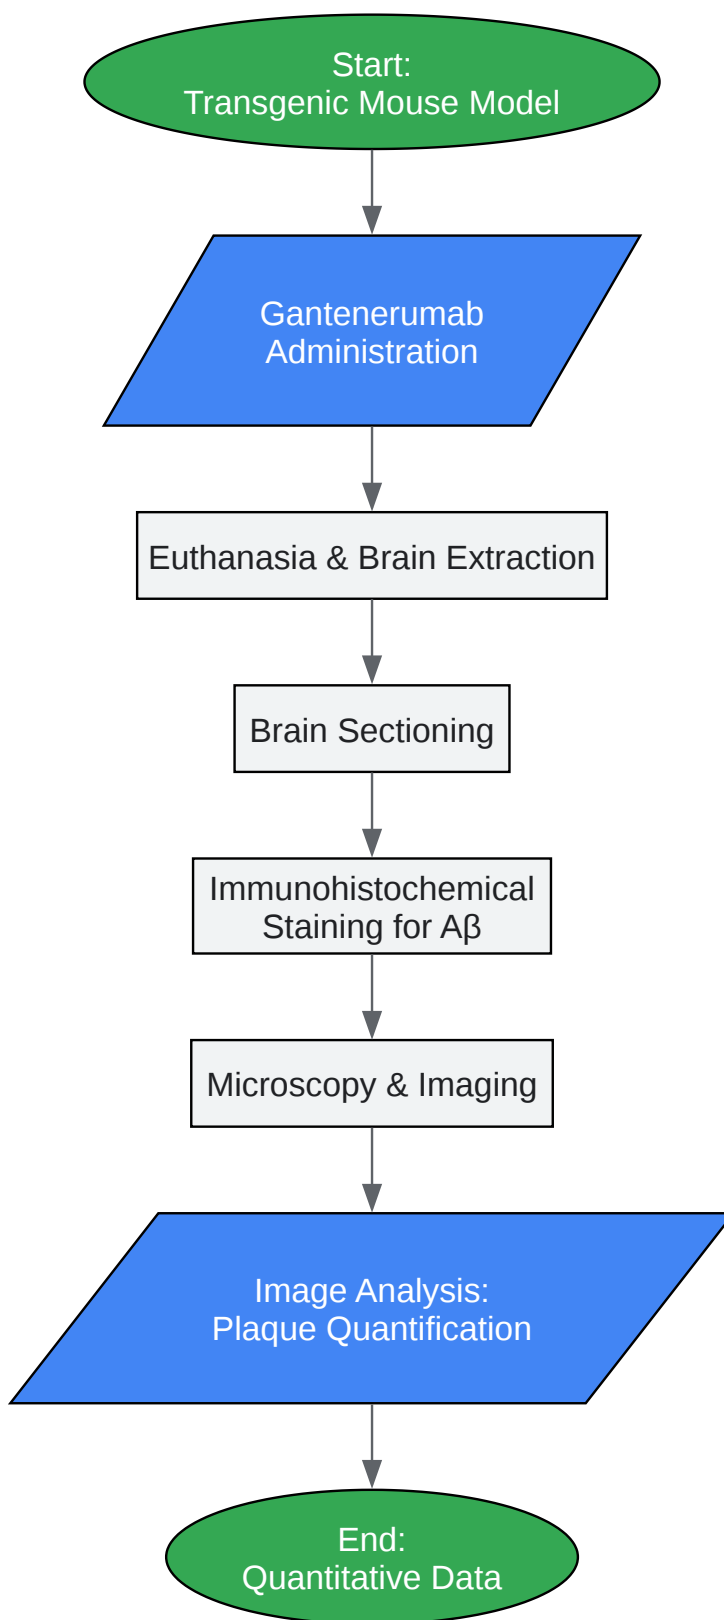 Start:
Transgenic Mouse Model
Gantenerumab
Administration
Euthanasia & Brain Extraction
Brain Sectioning
Immunohistochemical
Staining for Aβ
Microscopy & Imaging
Image Analysis:
Plaque Quantification
End:
Quantitative Data